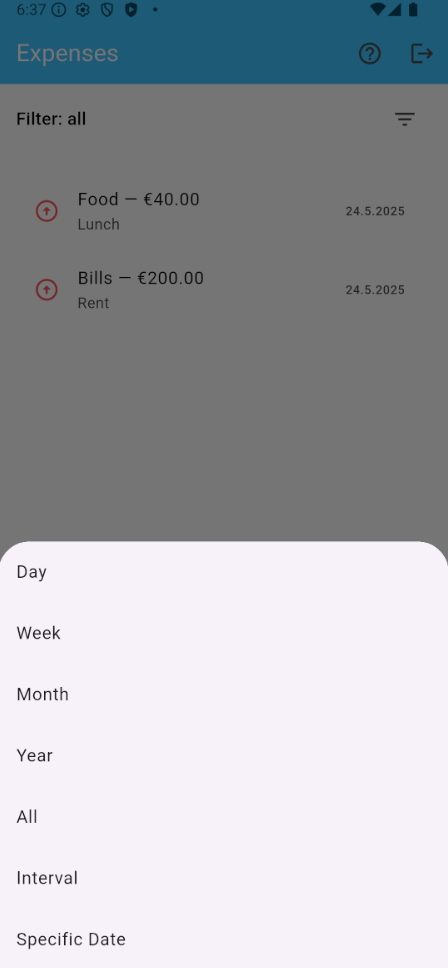 6:37
Expenses
Filter: all
Food — €40.00
Lunch
24.5.2025
Bills — €200.00
Rent
24.5.2025
Day
Week
Month
Year
All
Interval
Specific Date